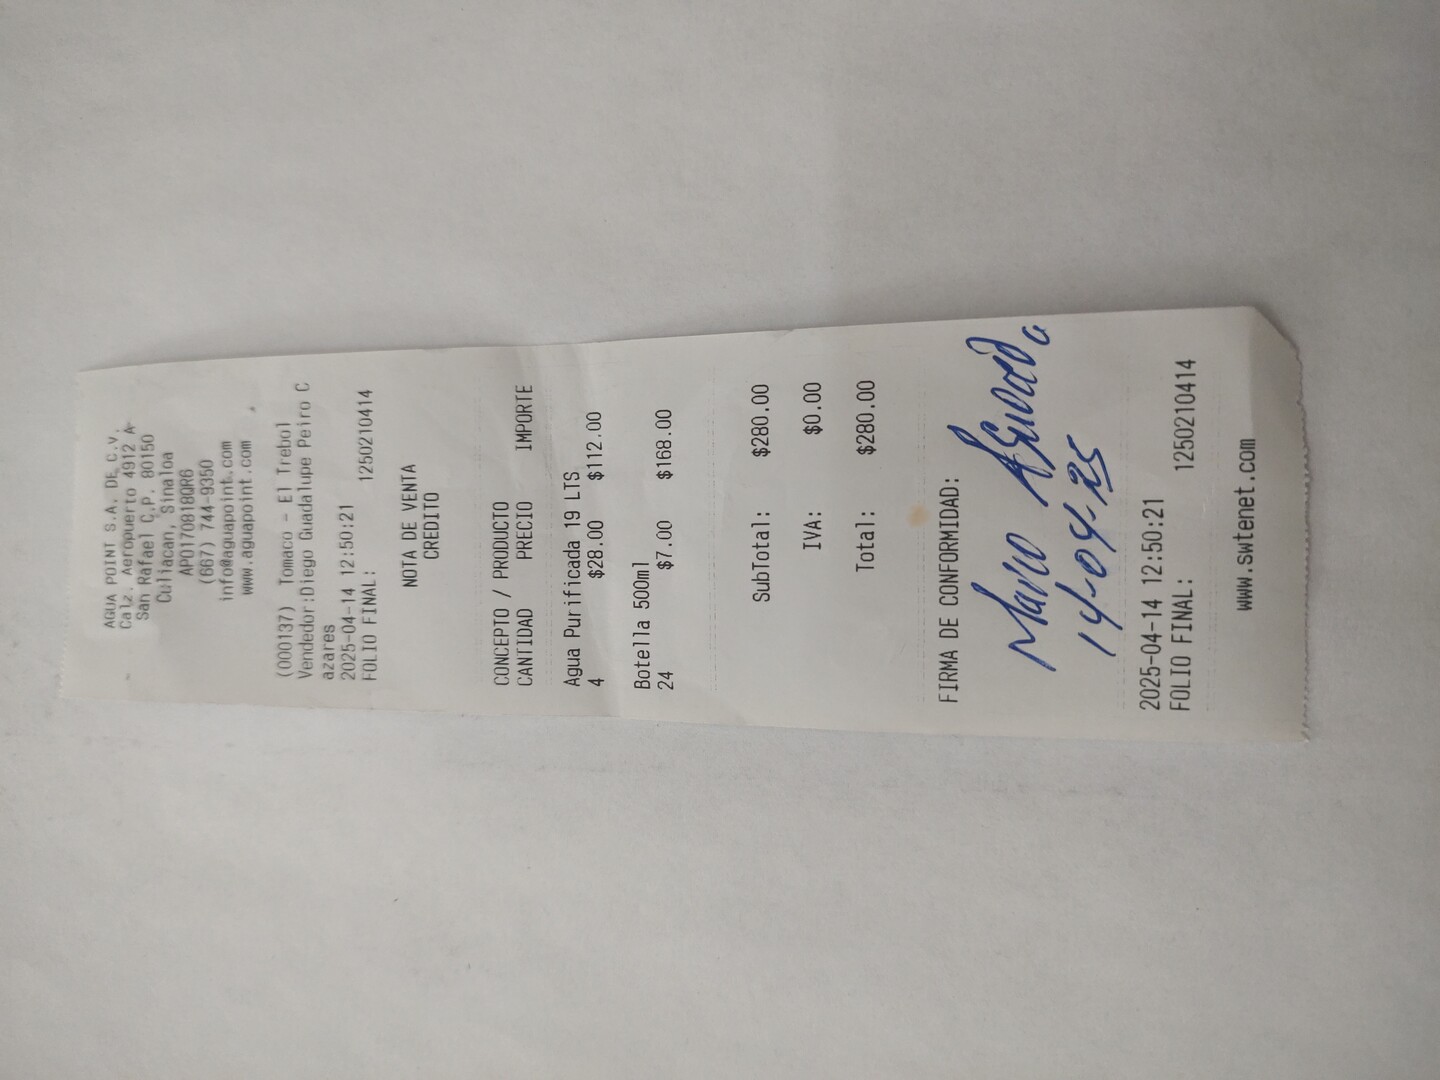 AGUA POINT S.A. DE C.V.
Calz. Aeropuerto 4912 A-
San Rafael C.P. 80150
Culiacan, Sinaloa
APO170818QR6
(667) 744-9350
info@aguapoint.com
www.aguapoint.com
(000137) Tomaco - El Trebol
Vendedor:Diego Guadalupe Peiro C
azares
2025-04-14 12:50:21
FOLIO FINAL: 1250210414
NOTA DE VENTA
CREDITO
CONCEPTO / PRODUCTO
CANTIDAD PRECIO IMPORTE
Agua Purificada 19 LTS
4 $28.00 $112.00
Botella 500ml
24 $7.00 $168.00
SubTotal: $280.00
IVA: $0.00
Total: $280.00
FIRMA DE CONFORMIDAD:
Marco
14-04-25
2025-04-14 12:50:21
FOLIO FINAL: 1250210414
www.swtenet.com